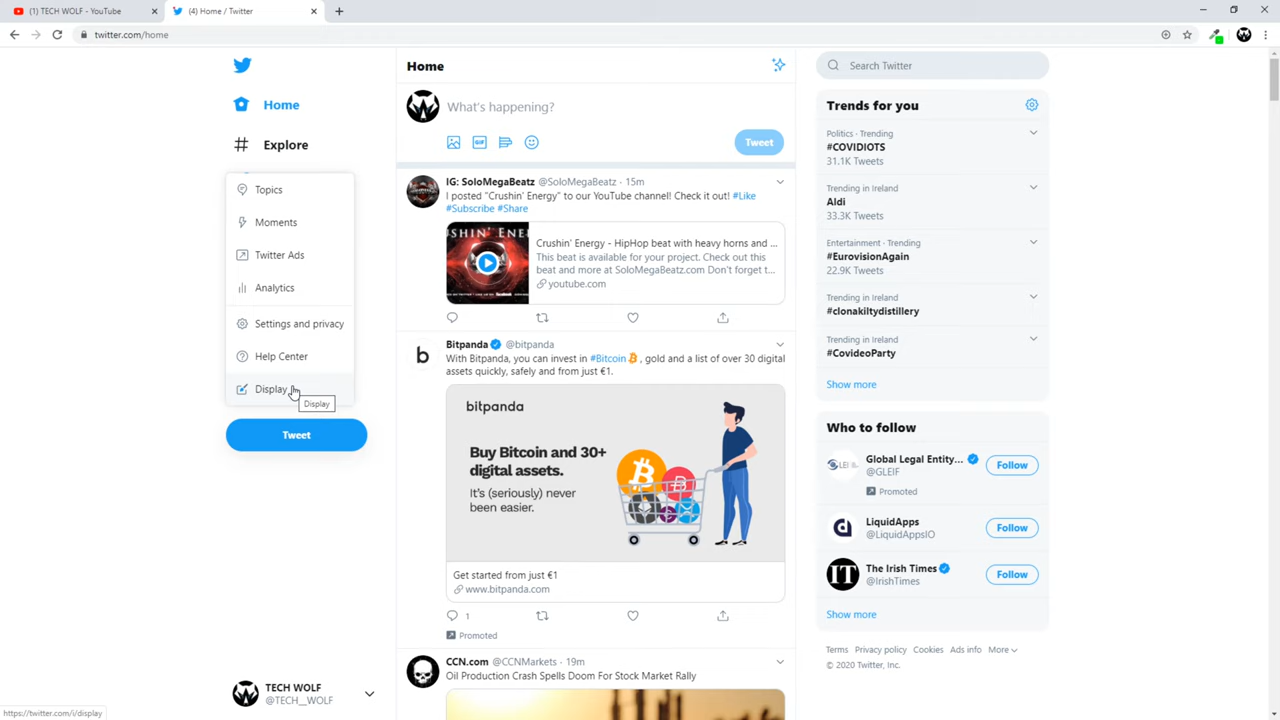 (1) TECH WOLF - YouTube
(4) Home / Twitter
twitter.com/home
Home
Explore
Topics
Moments
Twitter Ads
Analytics
Settings and privacy
Help Center
Display
Display
Tweet
TECH WOLF
@TECH__WOLF
https://twitter.com/i/display
Home
What's happening?
GIF
Tweet
IG: SoloMegaBeatz @SoloMegaBeatz · 15m
I posted "Crushin' Energy" to our YouTube channel! Check it out! #Like
#Subscribe #Share
Crushin' Energy - HipHop beat with heavy horns and ...
This beat is available for your project. Check out this
beat and more at SoloMegaBeatz.com Don't forget t...
youtube.com
Bitpanda @bitpanda
With Bitpanda, you can invest in #Bitcoin , gold and a list of over 30 digital
assets quickly, safely and from just €1.
bitpanda
Buy Bitcoin and 30+
digital assets.
It's (seriously) never
been easier.
Get started from just €1
www.bitpanda.com
1
Promoted
CCN.com @CCNMarkets · 19m
Oil Production Crash Spells Doom For Stock Market Rally
Search Twitter
Trends for you
Politics · Trending
#COVIDIOTS
31.1K Tweets
Trending in Ireland
Aldi
33.3K Tweets
Entertainment · Trending
#EurovisionAgain
22.9K Tweets
Trending in Ireland
#clonakiltydistillery
Trending in Ireland
#CovideoParty
Show more
Who to follow
Global Legal Entity...
@GLEIF
Follow
Promoted
LiquidApps
@LiquidAppsIO
Follow
IT
The Irish Times
@IrishTimes
Follow
Show more
Terms Privacy policy Cookies Ads info More
© 2020 Twitter, Inc.